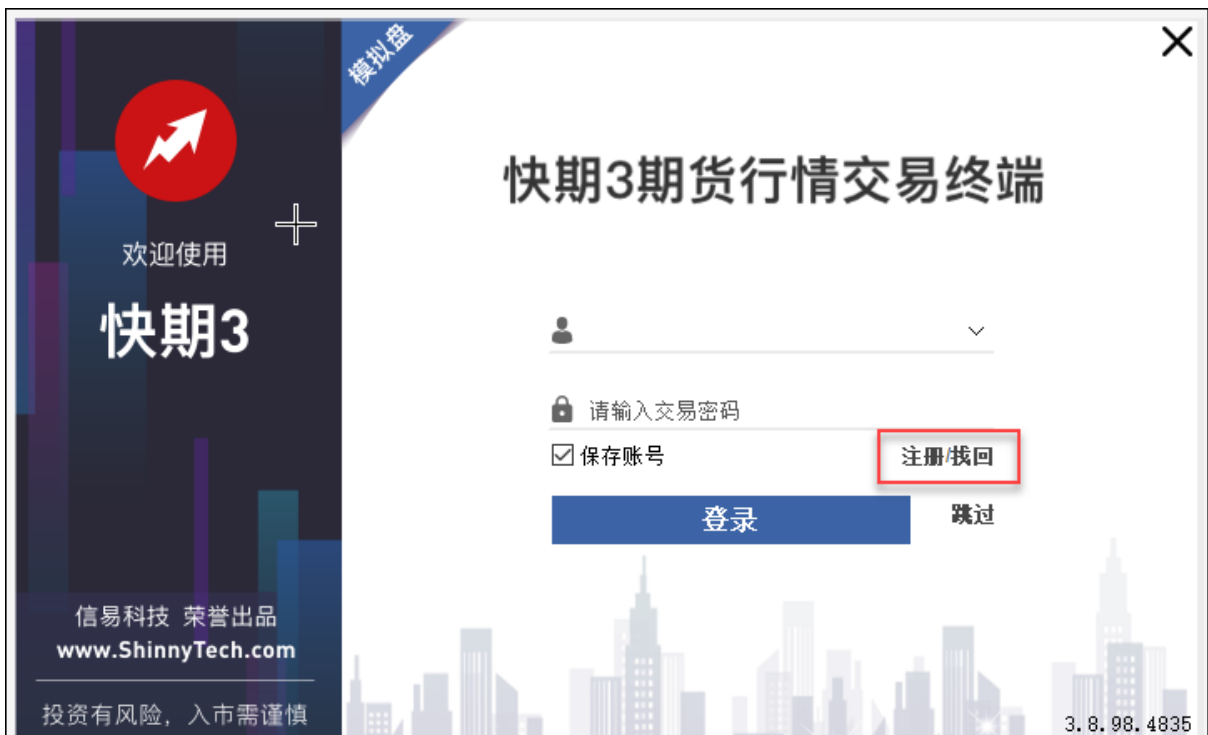 模拟盘
欢迎使用
快期3
信易科技 荣誉出品
www.ShinnyTech.com
投资有风险，入市需谨慎
快期3期货行情交易终端
请输入交易密码
保存账号
注册/找回
登录
跳过
3.8.98.4835